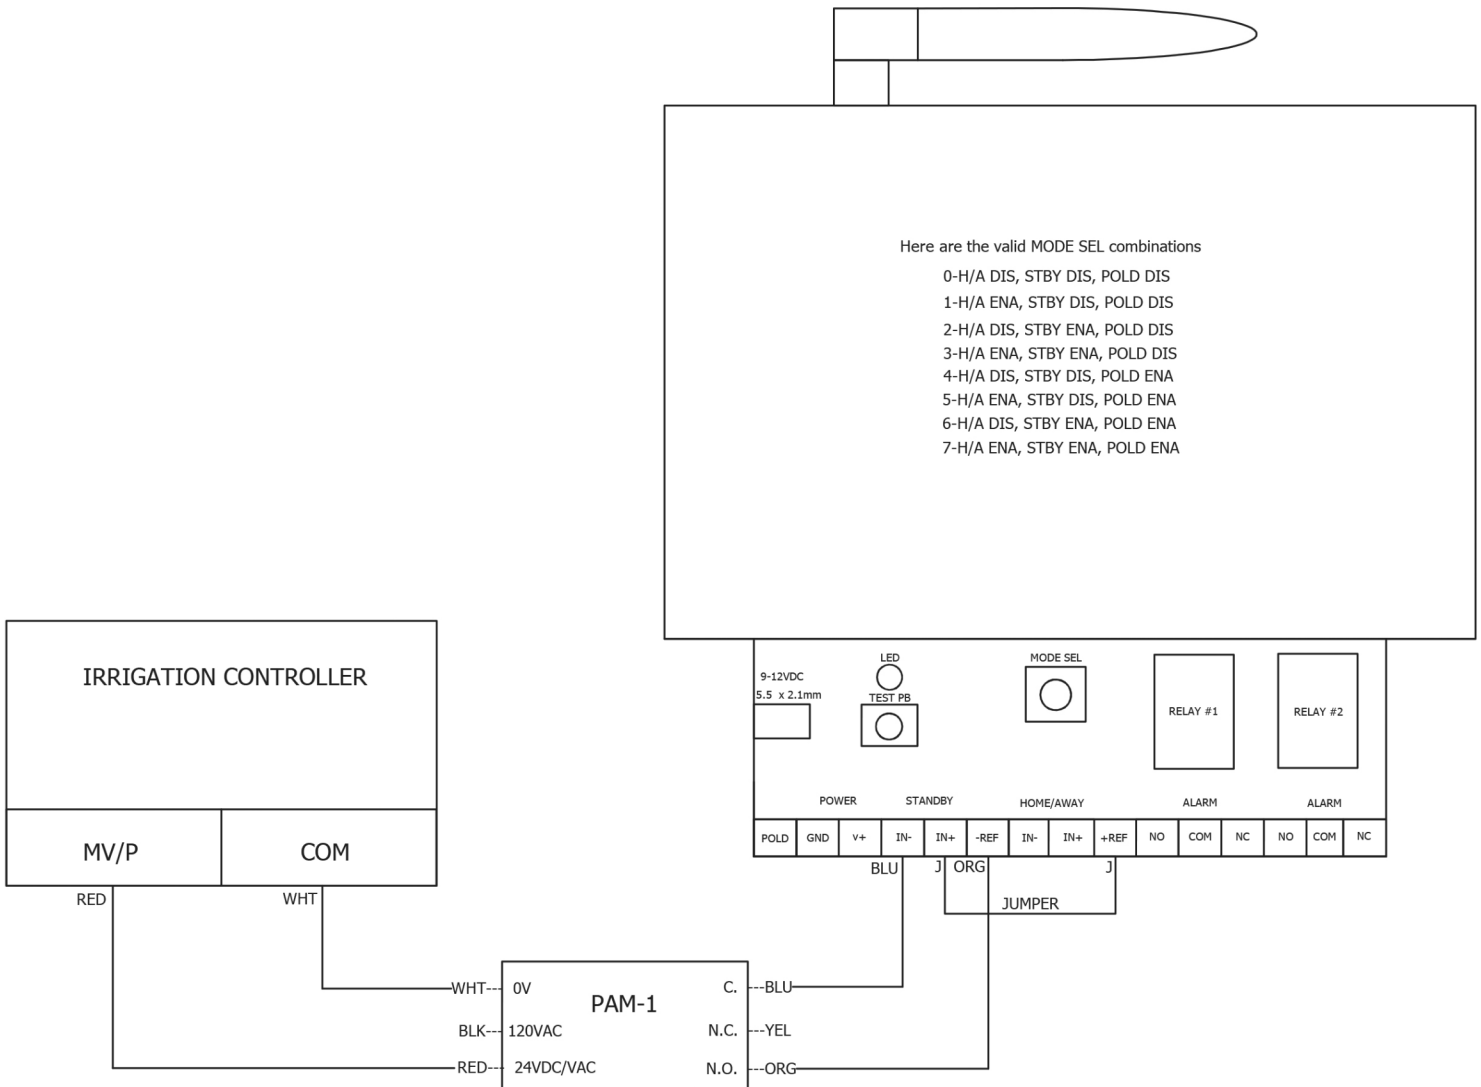 Here are the valid MODE SEL combinations
0-H/A DIS, STBY DIS, POLD DIS
1-H/A ENA, STBY DIS, POLD DIS
2-H/A DIS, STBY ENA, POLD DIS
3-H/A ENA, STBY ENA, POLD DIS
4-H/A DIS, STBY DIS, POLD ENA
5-H/A ENA, STBY DIS, POLD ENA
6-H/A DIS, STBY ENA, POLD ENA
7-H/A ENA, STBY ENA, POLD ENA
IRRIGATION CONTROLLER
MV/P
COM
RED
WHT
9-12VDC
5.5 x 2.1mm
LED
TEST PB
MODE SEL
RELAY #1
RELAY #2
POWER
STANDBY
HOME/AWAY
ALARM
ALARM
POLD
GND
v+
IN-
IN+
-REF
IN-
IN+
+REF
NO
COM
NC
NO
COM
NC
BLU
J
ORG
J
JUMPER
PAM-1
WHT---
0V
BLK---
120VAC
RED---
24VDC/VAC
C.
---BLU
N.C.
---YEL
N.O.
---ORG